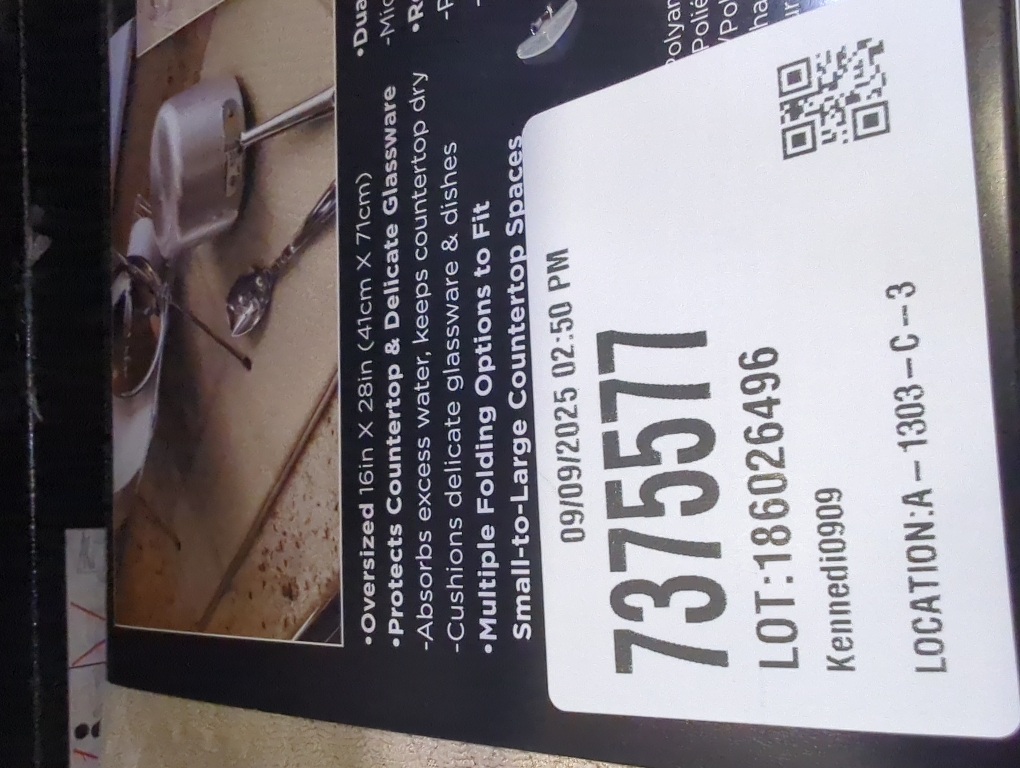 •Oversized 16in X 28in (41cm X 71cm)
•Protects Countertop & Delicate Glassware
-Absorbs excess water, keeps countertop dry
-Cushions delicate glassware & dishes
•Multiple Folding Options to Fit
Small-to-Large Countertop Spaces
09/09/2025 02:50 PM
7375577
LOT:186026496
Kennedi0909
LOCATION:A-1303-C-3